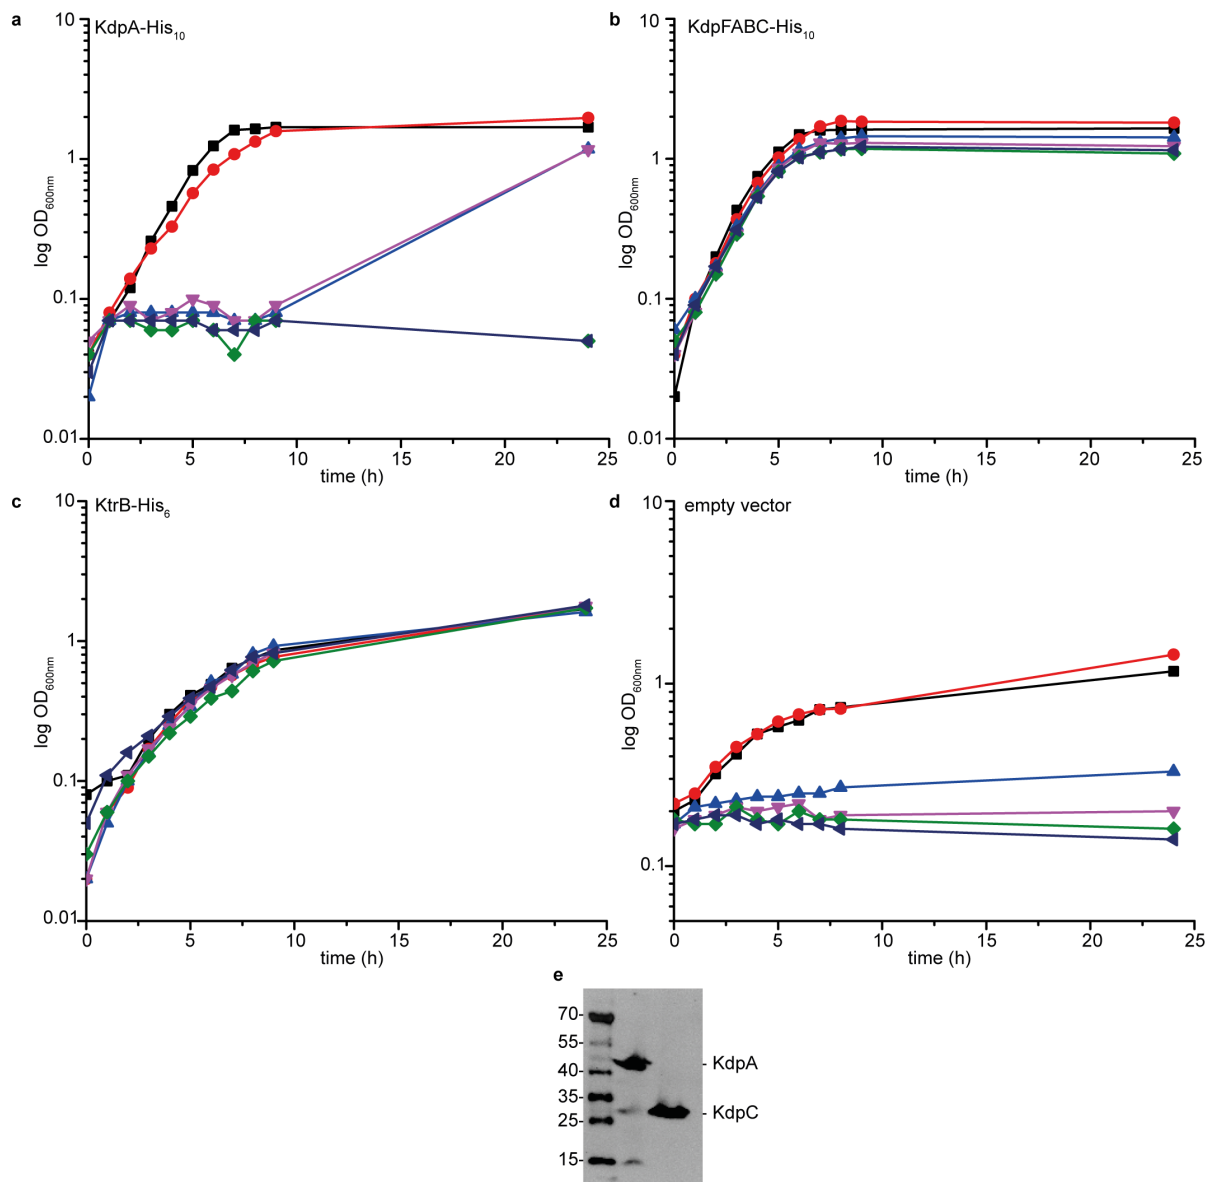 a
KdpA-His10
10
1
0.1
0.01
log OD600nm
0
5
10
15
20
25
time (h)
b
KdpFABC-His10
10
1
0.1
0.01
log OD600nm
0
5
10
15
20
25
time (h)
c
KtrB-His6
10
1
0.1
0.01
log OD600nm
0
5
10
15
20
25
time (h)
d
empty vector
10
1
0.1
log OD600nm
0
5
10
15
20
25
time (h)
e
70-
55-
40-
35-
25-
15-
- KdpA
- KdpC